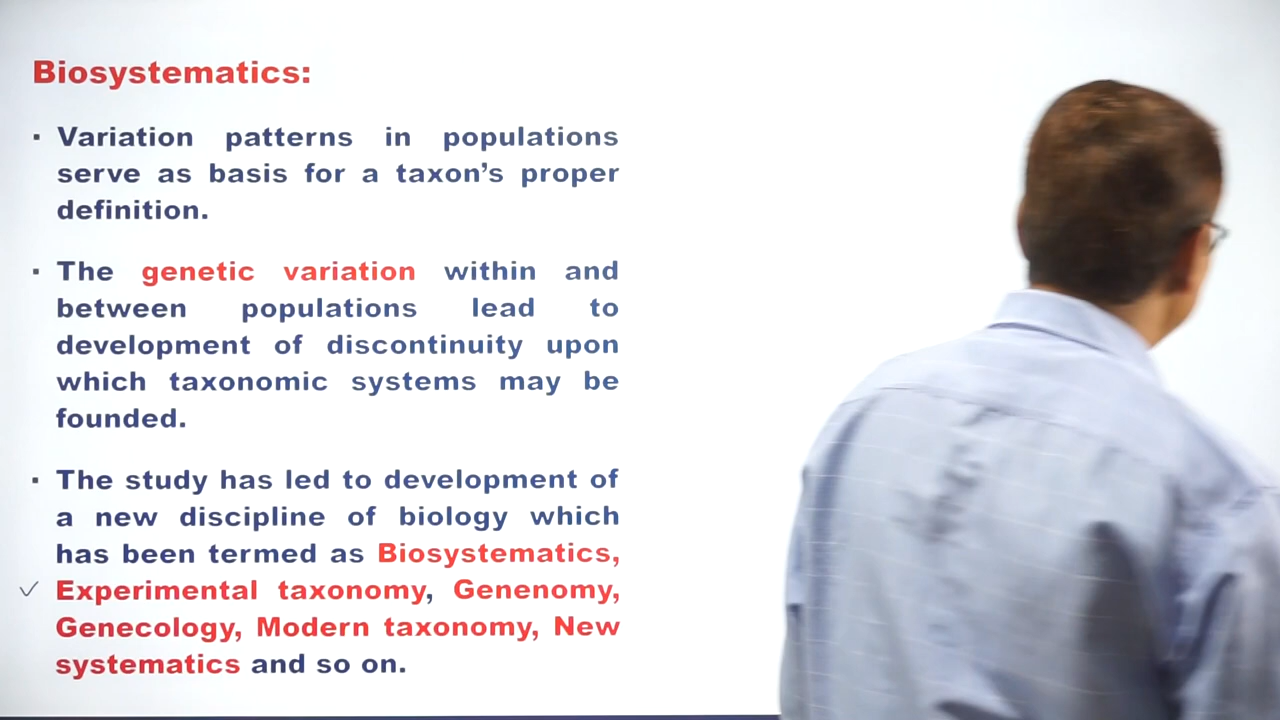 Biosystematics:
▪ Variation patterns in populations
serve as basis for a taxon’s proper
definition.
▪ The genetic variation within and
between populations lead to
development of discontinuity upon
which taxonomic systems may be
founded.
▪ The study has led to development of
a new discipline of biology which
has been termed as Biosystematics,
✓ Experimental taxonomy, Genenomy,
Genecology, Modern taxonomy, New
systematics and so on.